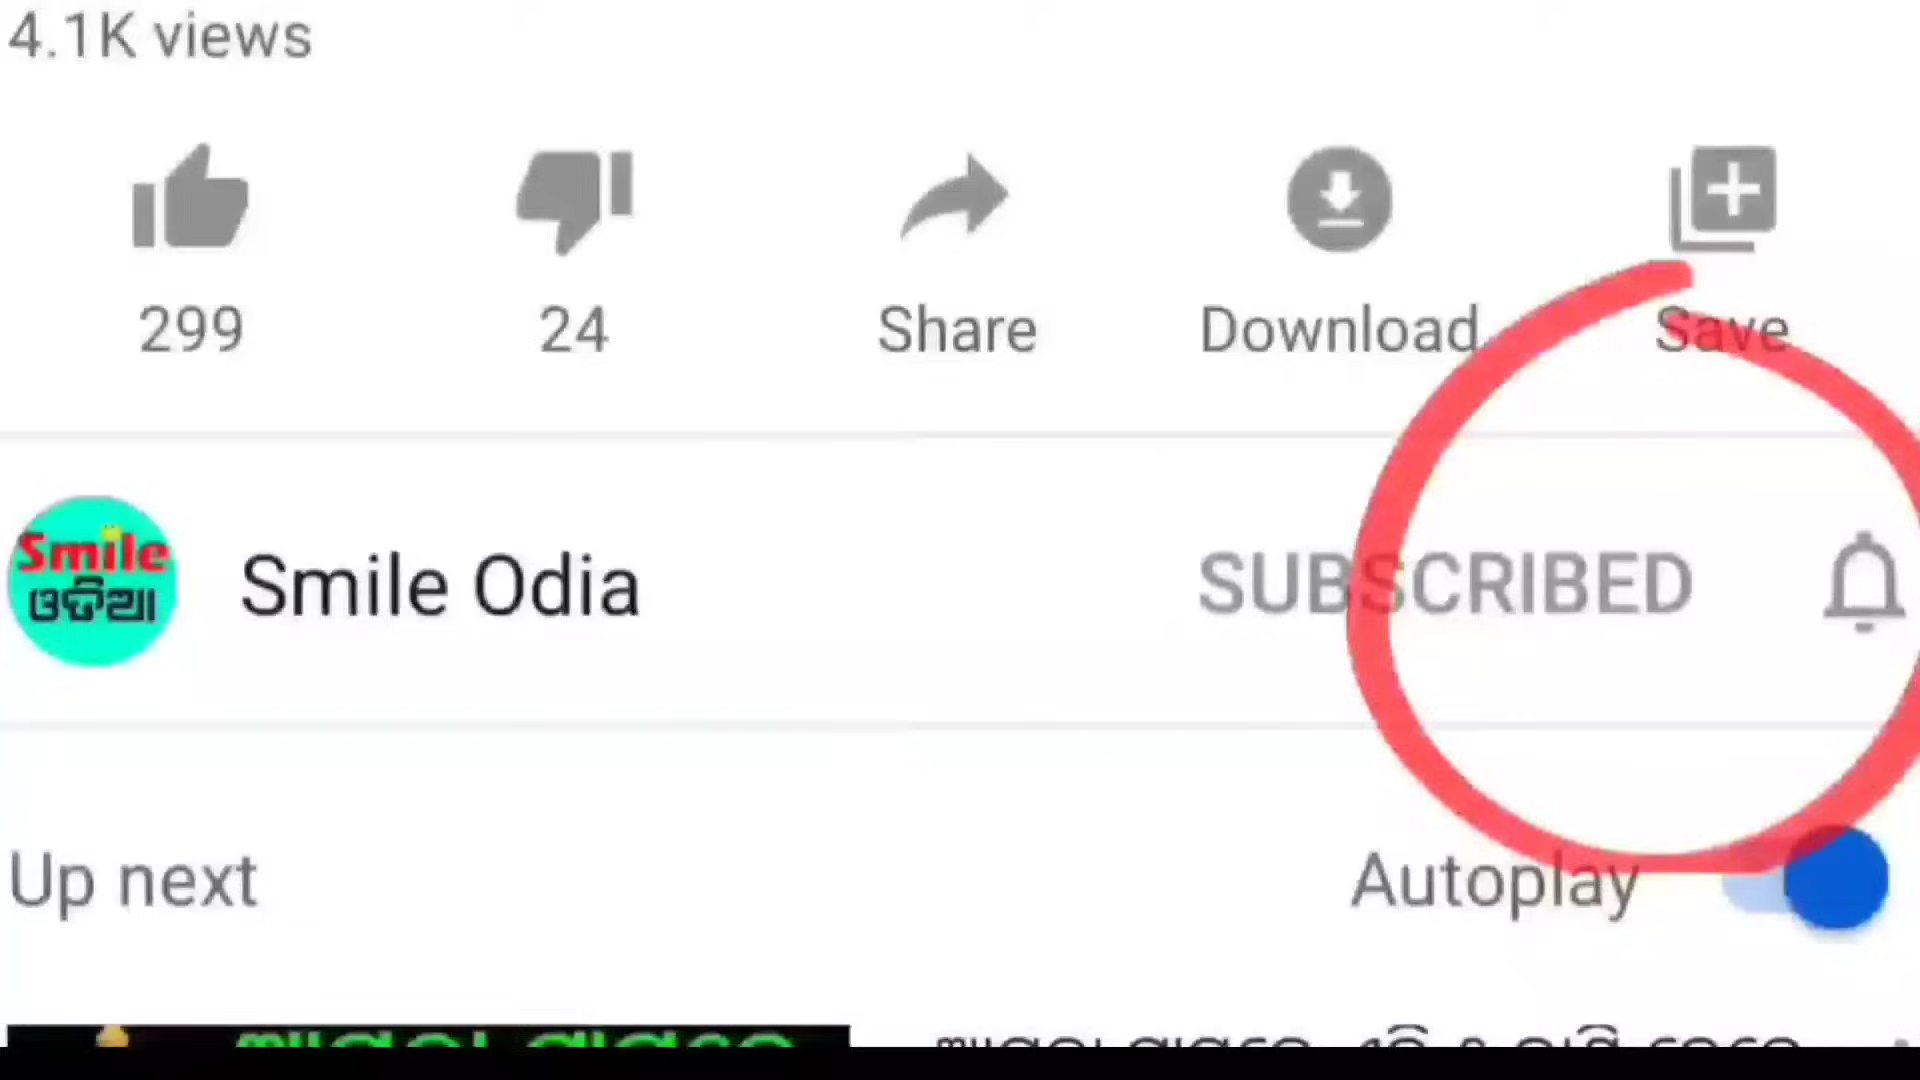 4.1K views
299 24 Share Download Save
Smile
ଓଡିଆ
Smile Odia SUBSCRIBED
Up next Autoplay